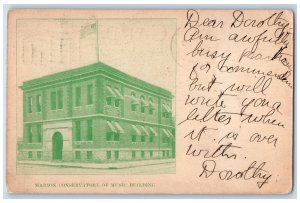 Dear Dorothy
Am awfully
busy
for commencement
but will
write you a
letter when
it is over
with.
Dorothy.
MARION CONSERVATORY OF MUSIC BUILDING